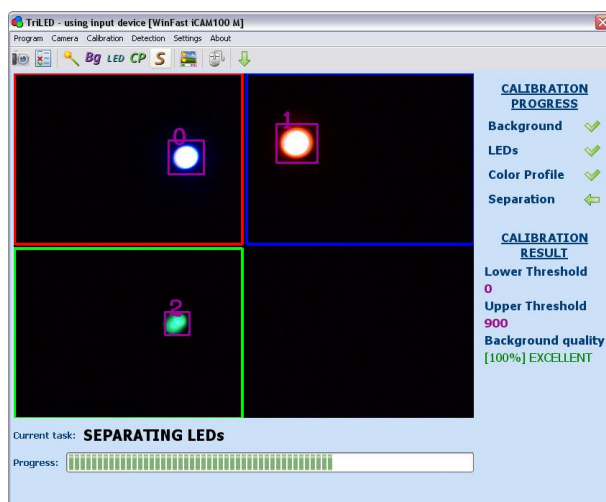 TriLED - using input device [WinFast iCAM100 M]
Program Camera Calibration Detection Settings About
Bg LED CP S
0
1
2
CALIBRATION
PROGRESS
Background
LEDs
Color Profile
Separation
CALIBRATION
RESULT
Lower Threshold
0
Upper Threshold
900
Background quality
[100%] EXCELLENT
Current task: SEPARATING LEDs
Progress: